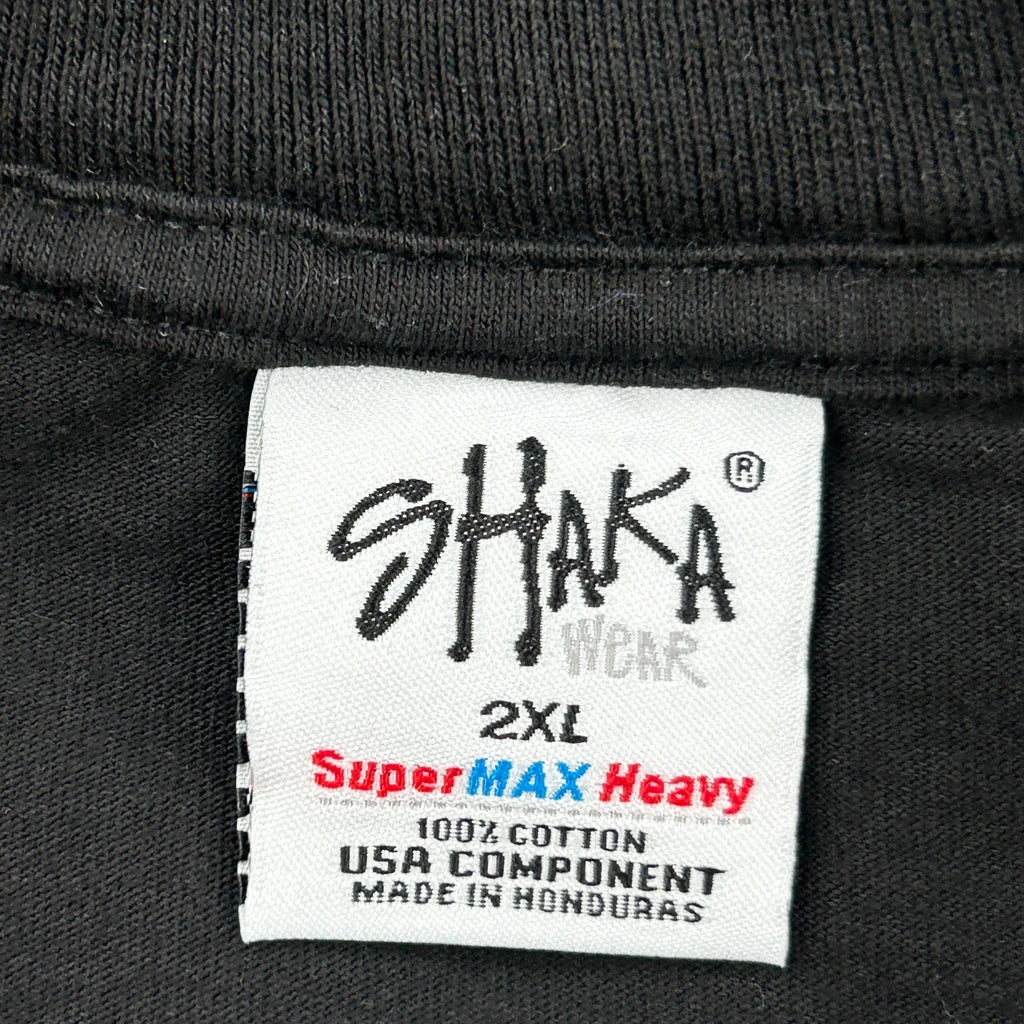 SHAKA ®
WEAR
2XL
SuperMAX Heavy
100% COTTON
USA COMPONENT
MADE IN HONDURAS